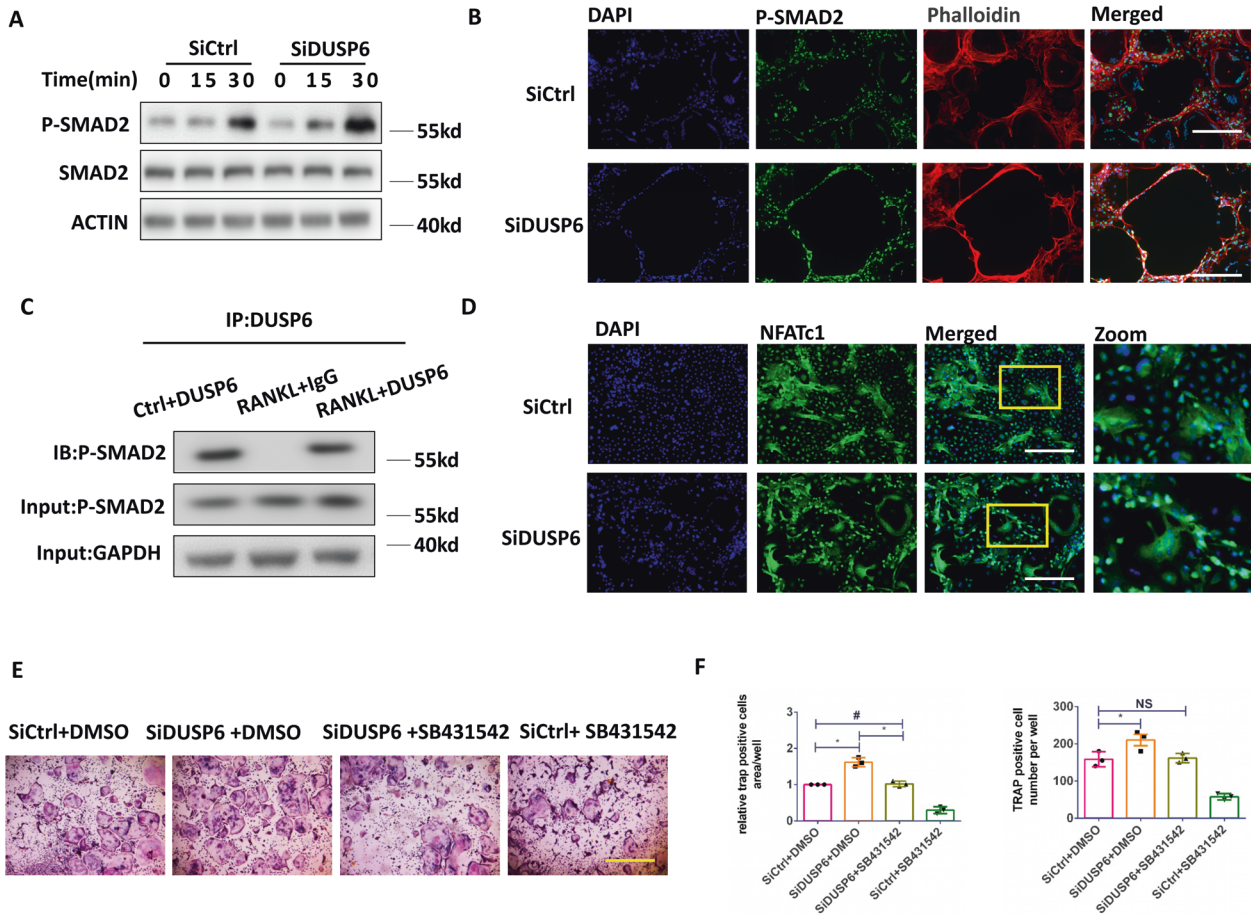 A
SiCtrl SiDUSP6
Time(min) 0 15 30 0 15 30
P-SMAD2 55kd
SMAD2 55kd
ACTIN 40kd
B
DAPI P-SMAD2 Phalloidin Merged
SiCtrl
SiDUSP6
C
IP:DUSP6
Ctrl+DUSP6 RANKL+IgG RANKL+DUSP6
IB:P-SMAD2 55kd
Input:P-SMAD2 55kd
Input:GAPDH 40kd
D
DAPI NFATc1 Merged Zoom
SiCtrl
SiDUSP6
E
SiCtrl+DMSO SiDUSP6 +DMSO SiDUSP6 +SB431542 SiCtrl+ SB431542
F
relative trap positive cells
area/well
3
2
1
0
#
* *
SiCtrl+DMSO
SiDUSP6+DMSO
SiDUSP6+SB431542
SiCtrl+SB431542
TRAP positive cell
number per well
300
200
100
0
NS
*
SiCtrl+DMSO
SiDUSP6+DMSO
SiDUSP6+SB431542
SiCtrl+SB431542